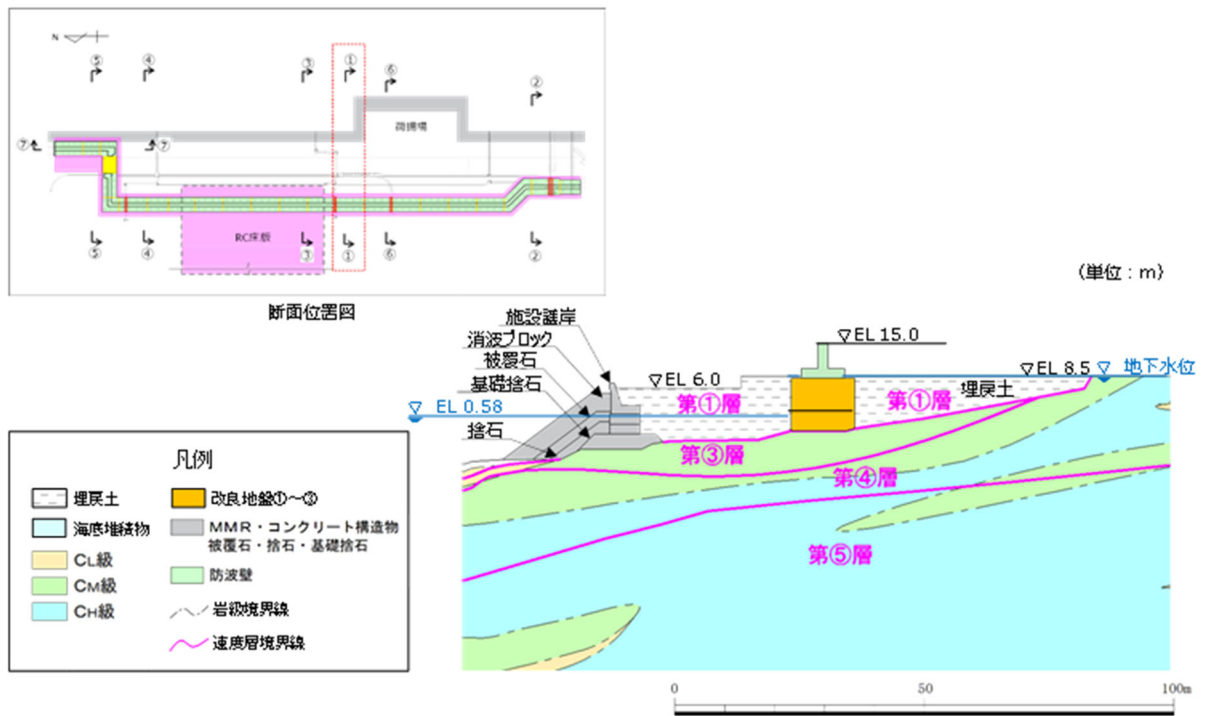 N
⑤ ④ ③ ① ⑥ ②
荷揚場
⑦ ⑦
RC床版
⑤ ④ ③ ① ⑥ ②
断面位置図
(単位:m)
施設護岸
消波ブロック
被覆石
基礎捨石
捨石
▽EL 15.0
▽EL 6.0
▽EL 8.5 ▽ 地下水位
埋戻土
▽ EL 0.58
第①層
第①層
第③層
第④層
第⑤層
凡例
埋戻土
海底堆積物
CL級
CM級
CH級
改良地盤①~③
MMR・コンクリート構造物
被覆石・捨石・基礎捨石
防波壁
岩級境界線
速度層境界線
0 50 100m